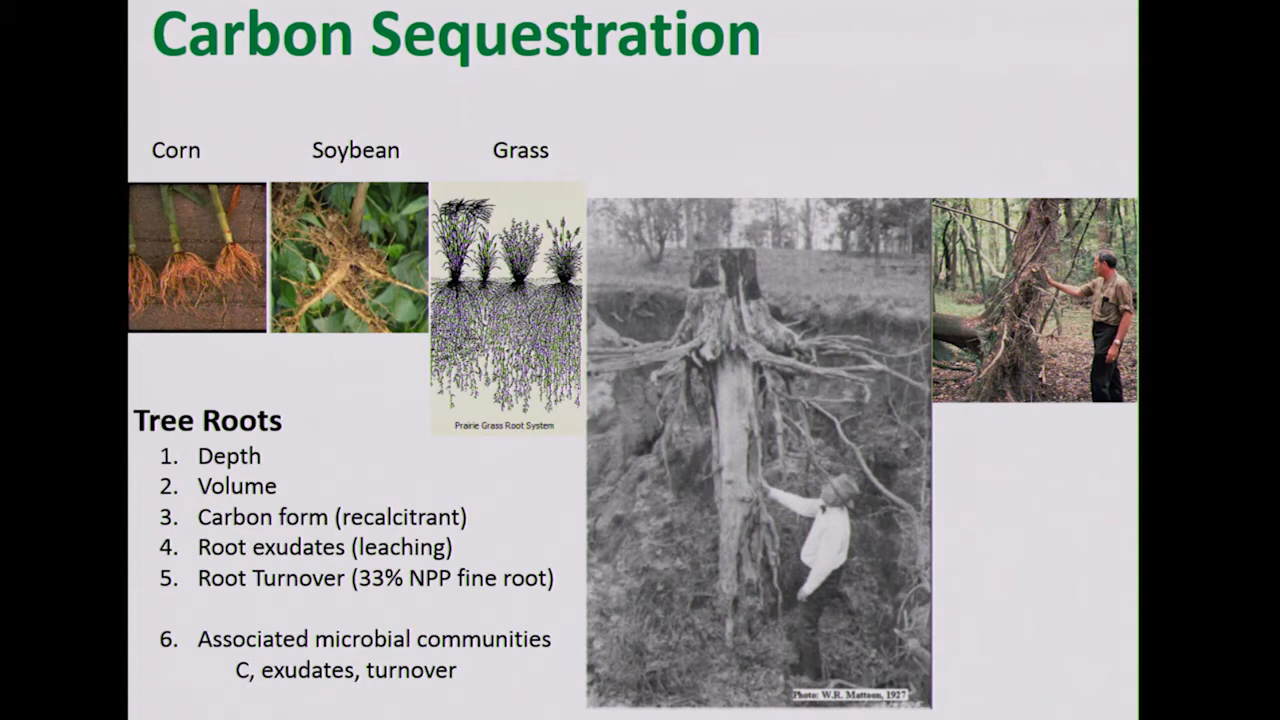 Carbon Sequestration
Corn Soybean Grass
Prairie Grass Root System
Tree Roots
1. Depth
2. Volume
3. Carbon form (recalcitrant)
4. Root exudates (leaching)
5. Root Turnover (33% NPP fine root)
6. Associated microbial communities
C, exudates, turnover
Photo: W.R. Mattoon, 1927